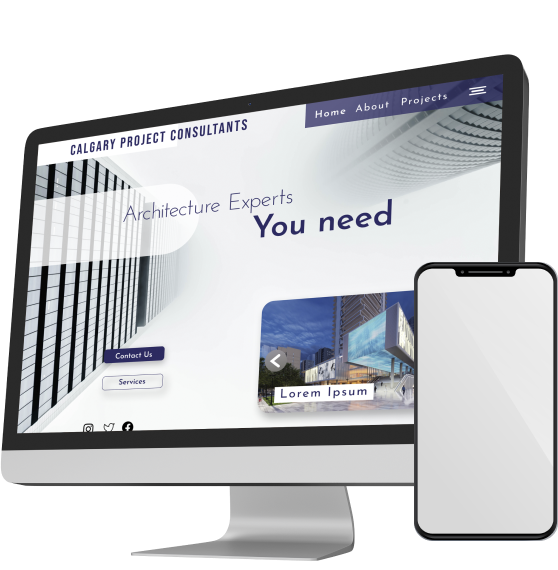 Home About Projects
CALGARY PROJECT CONSULTANTS
Architecture Experts
You need
Contact Us
Services
Lorem Ipsum